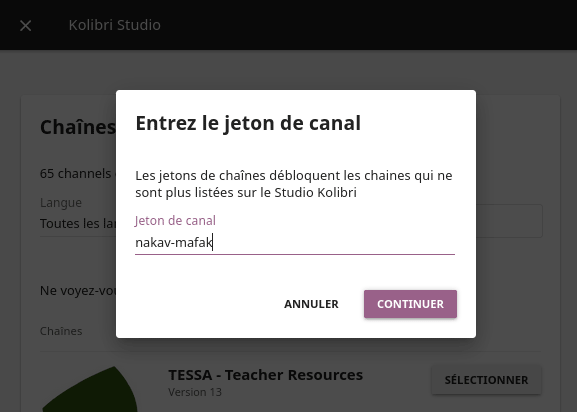 Kolibri Studio
Chaînes
65 channels
Langue
Toutes les lan
Ne voyez-vou
Chaînes
TESSA - Teacher Resources
Version 13
SÉLECTIONNER
Entrez le jeton de canal
Les jetons de chaînes débloquent les chaines qui ne
sont plus listées sur le Studio Kolibri
Jeton de canal
nakav-mafak
ANNULER
CONTINUER